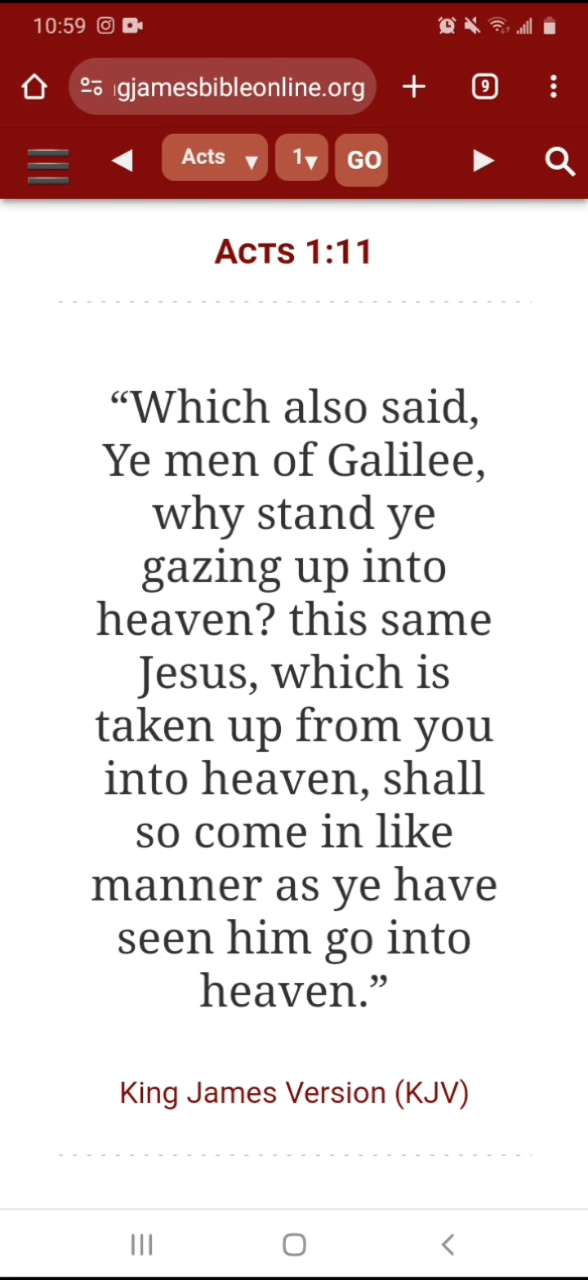 10:59
gjamesbibleonline.org
9
Acts
1
GO
Acts 1:11
“Which also said,
Ye men of Galilee,
why stand ye
gazing up into
heaven? this same
Jesus, which is
taken up from you
into heaven, shall
so come in like
manner as ye have
seen him go into
heaven.”
King James Version (KJV)